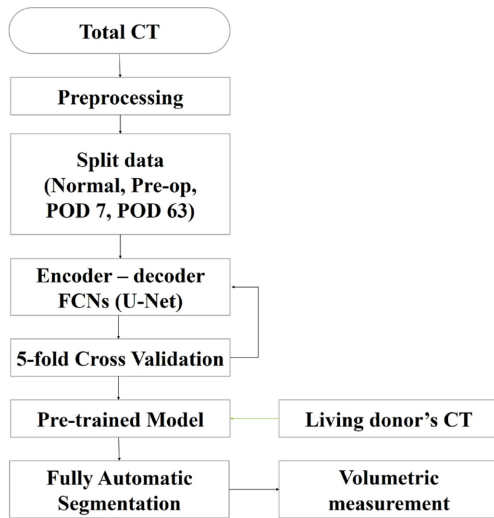 Total CT
Preprocessing
Split data
(Normal, Pre-op,
POD 7, POD 63)
Encoder – decoder
FCNs (U-Net)
5-fold Cross Validation
Pre-trained Model
Living donor's CT
Fully Automatic
Segmentation
Volumetric
measurement